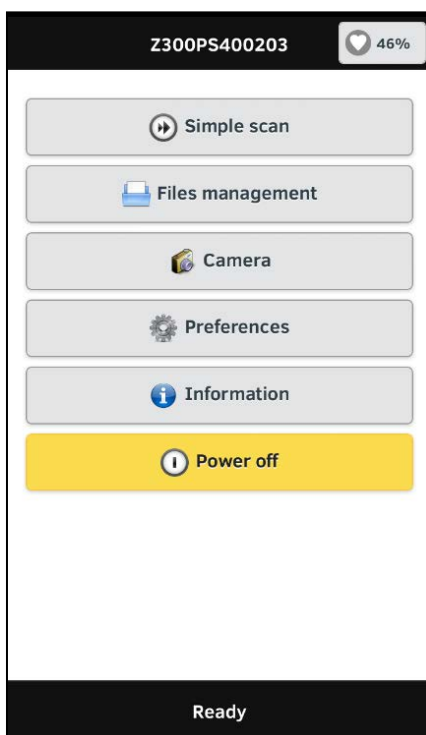 Z300PS400203
46%
Simple scan
Files management
Camera
Preferences
Information
Power off
Ready